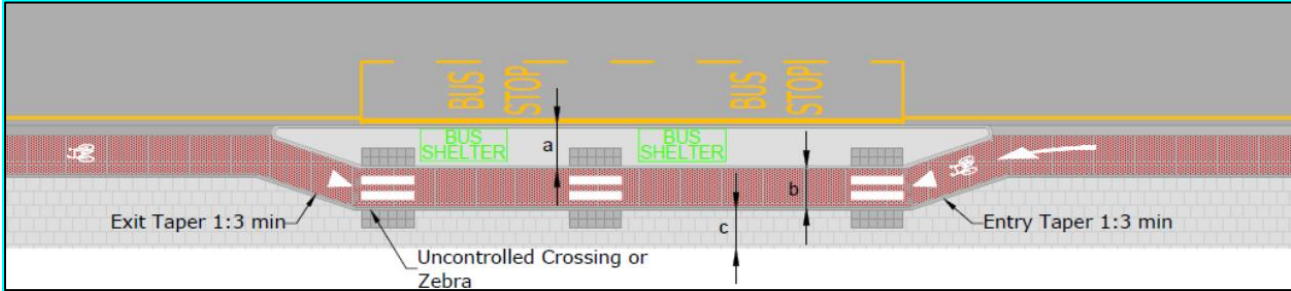 BUS
STOP
BUS
STOP
BUS
SHELTER
a
BUS
SHELTER
b
c
Exit Taper 1:3 min
Entry Taper 1:3 min
Uncontrolled Crossing or
Zebra